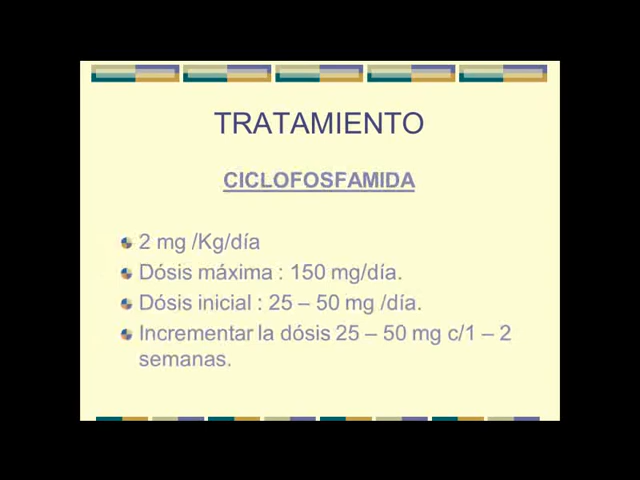 TRATAMIENTO
CICLOFOSFAMIDA
2 mg /Kg/día
Dósis máxima : 150 mg/día.
Dósis inicial : 25 – 50 mg /día.
Incrementar la dósis 25 – 50 mg c/1 – 2
semanas.